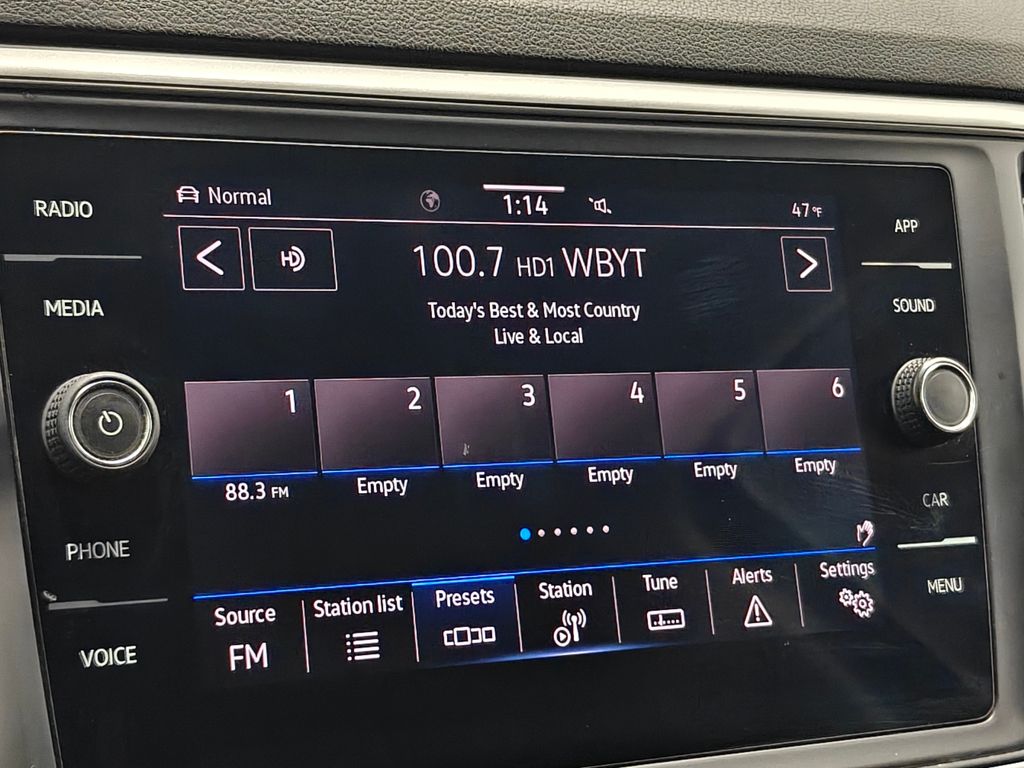 RADIO
MEDIA
PHONE
VOICE
Normal
1:14
47°F
HD
100.7 HD1 WBYT
Today's Best & Most Country
Live & Local
1
2
3
4
5
6
88.3 FM
Empty
Empty
Empty
Empty
Empty
Source
FM
Station list
Presets
Station
Tune
Alerts
Settings
APP
SOUND
CAR
MENU